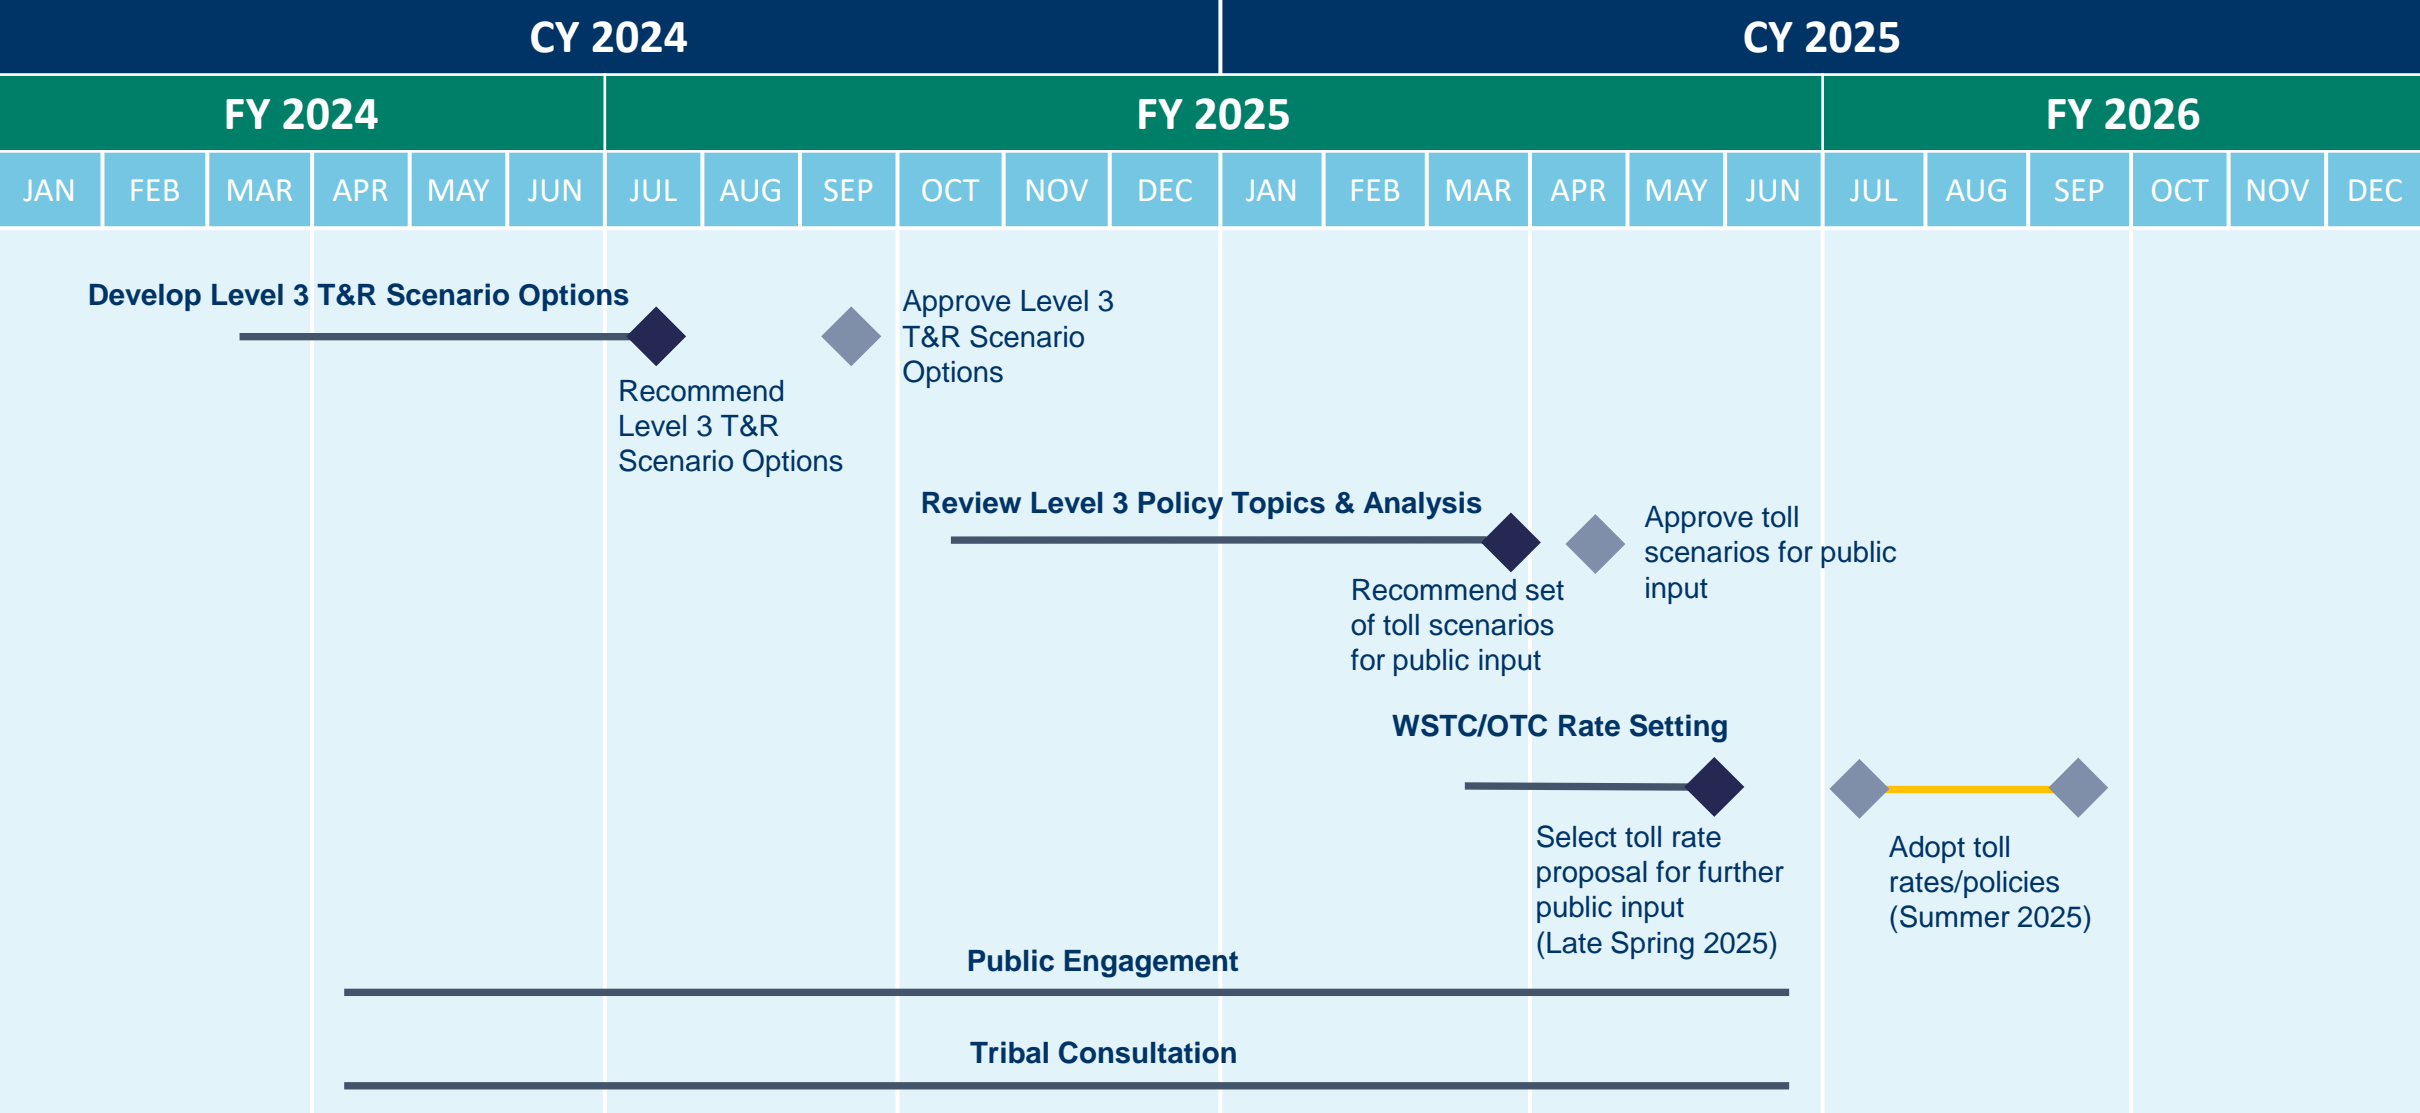 CY 2024 CY 2025
FY 2024 FY 2025 FY 2026
JAN FEB MAR APR MAY JUN JUL AUG SEP OCT NOV DEC JAN FEB MAR APR MAY JUN JUL AUG SEP OCT NOV DEC
Develop Level 3 T&R Scenario Options
Approve Level 3
T&R Scenario
Options
Recommend
Level 3 T&R
Scenario Options
Review Level 3 Policy Topics & Analysis
Approve toll
scenarios for public
input
Recommend set
of toll scenarios
for public input
WSTC/OTC Rate Setting
Select toll rate
proposal for further
public input
(Late Spring 2025)
Adopt toll
rates/policies
(Summer 2025)
Public Engagement
Tribal Consultation